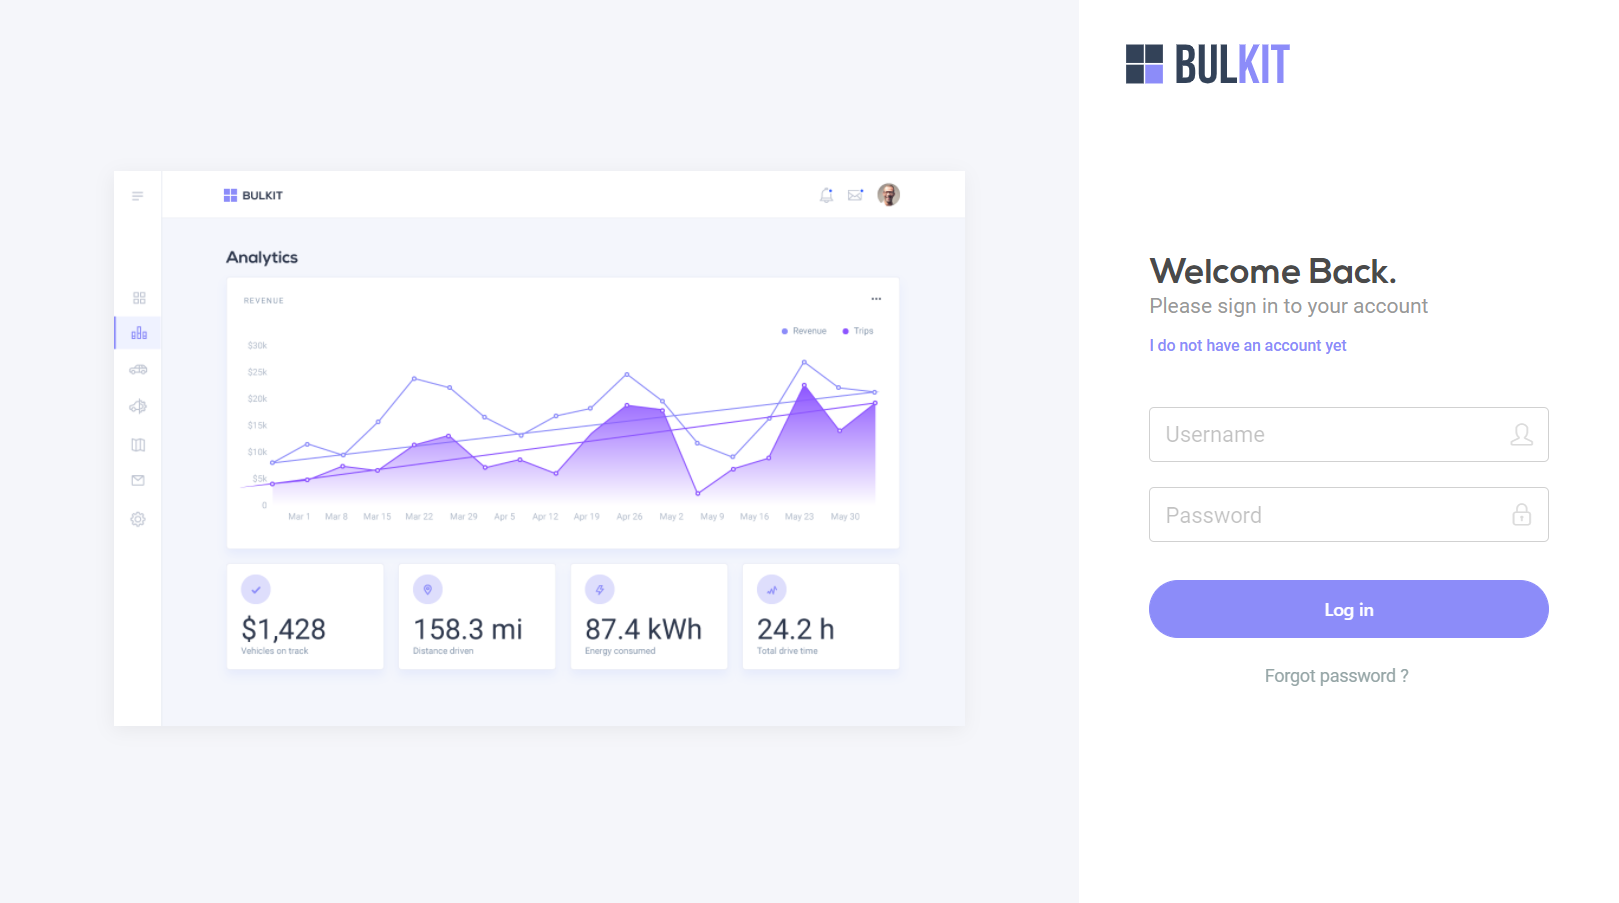 BULKIT
Analytics
REVENUE
Revenue
Trips
$30k
$25k
$20k
$15k
$10k
$5k
0
Mar 1 Mar 8 Mar 15 Mar 22 Mar 29 Apr 5 Apr 12 Apr 19 Apr 26 May 2 May 9 May 16 May 23 May 30
$1,428
Vehicles on track
158.3 mi
Distance driven
87.4 kWh
Energy consumed
24.2 h
Total drive time
BULKIT
Welcome Back.
Please sign in to your account
I do not have an account yet
Username
Password
Log in
Forgot password ?